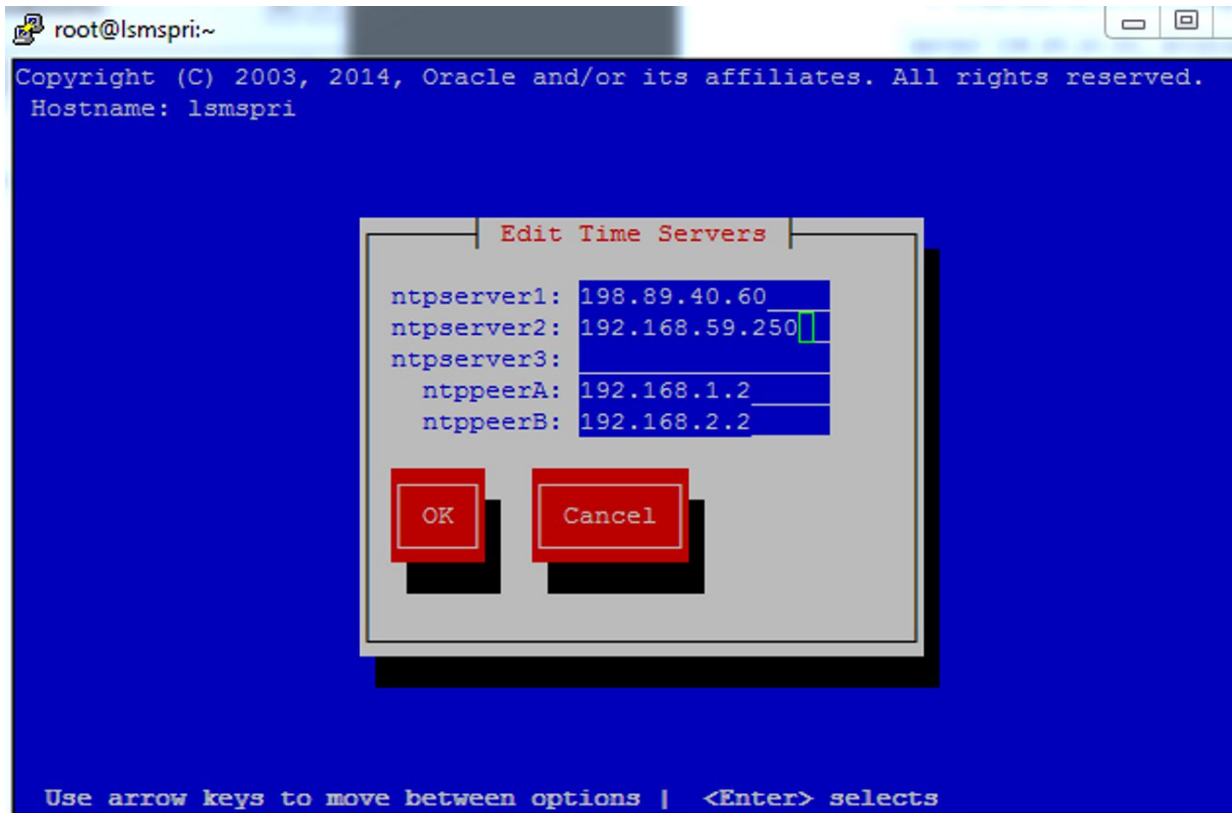 root@lsmspri:~
Copyright (C) 2003, 2014, Oracle and/or its affiliates. All rights reserved.
Hostname: lsmspri
Edit Time Servers
ntpserver1: 198.89.40.60
ntpserver2: 192.168.59.250
ntpserver3:
ntppeerA: 192.168.1.2
ntppeerB: 192.168.2.2
OK Cancel
Use arrow keys to move between options | <Enter> selects